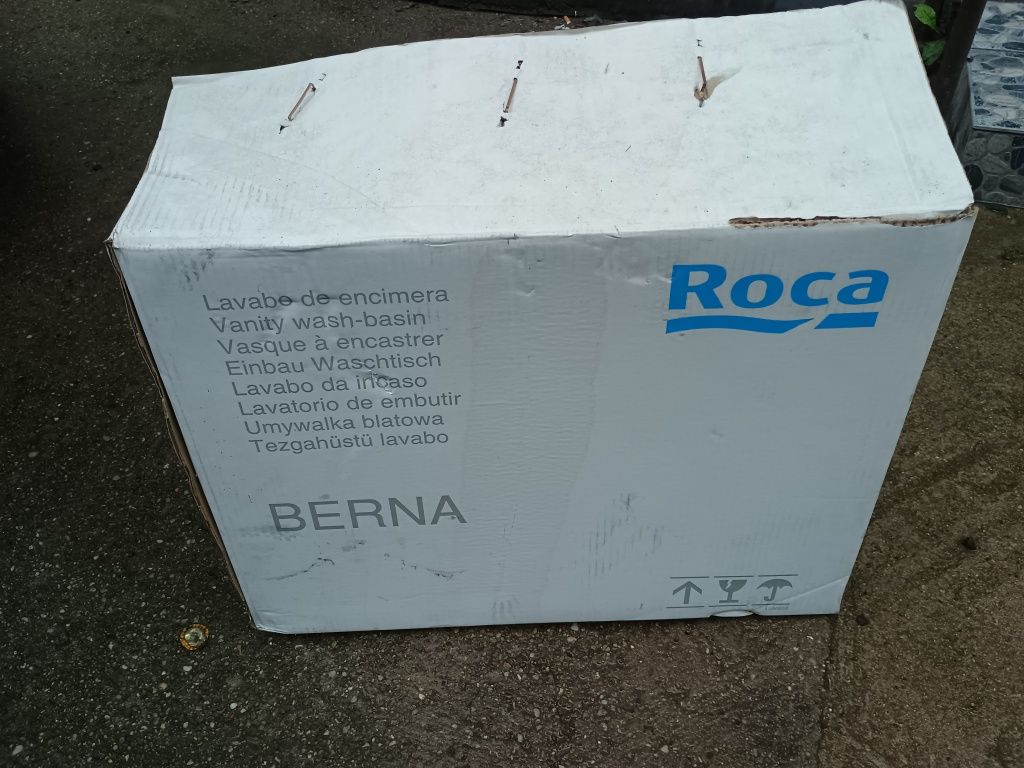 Lavabo de encimera
Vanity wash-basin
Vasque à encastrer
Einbau Waschtisch
Lavabo da incaso
Lavatorio de embutir
Umywalka blatowa
Tezgahüstü lavabo
BERNA
Roca